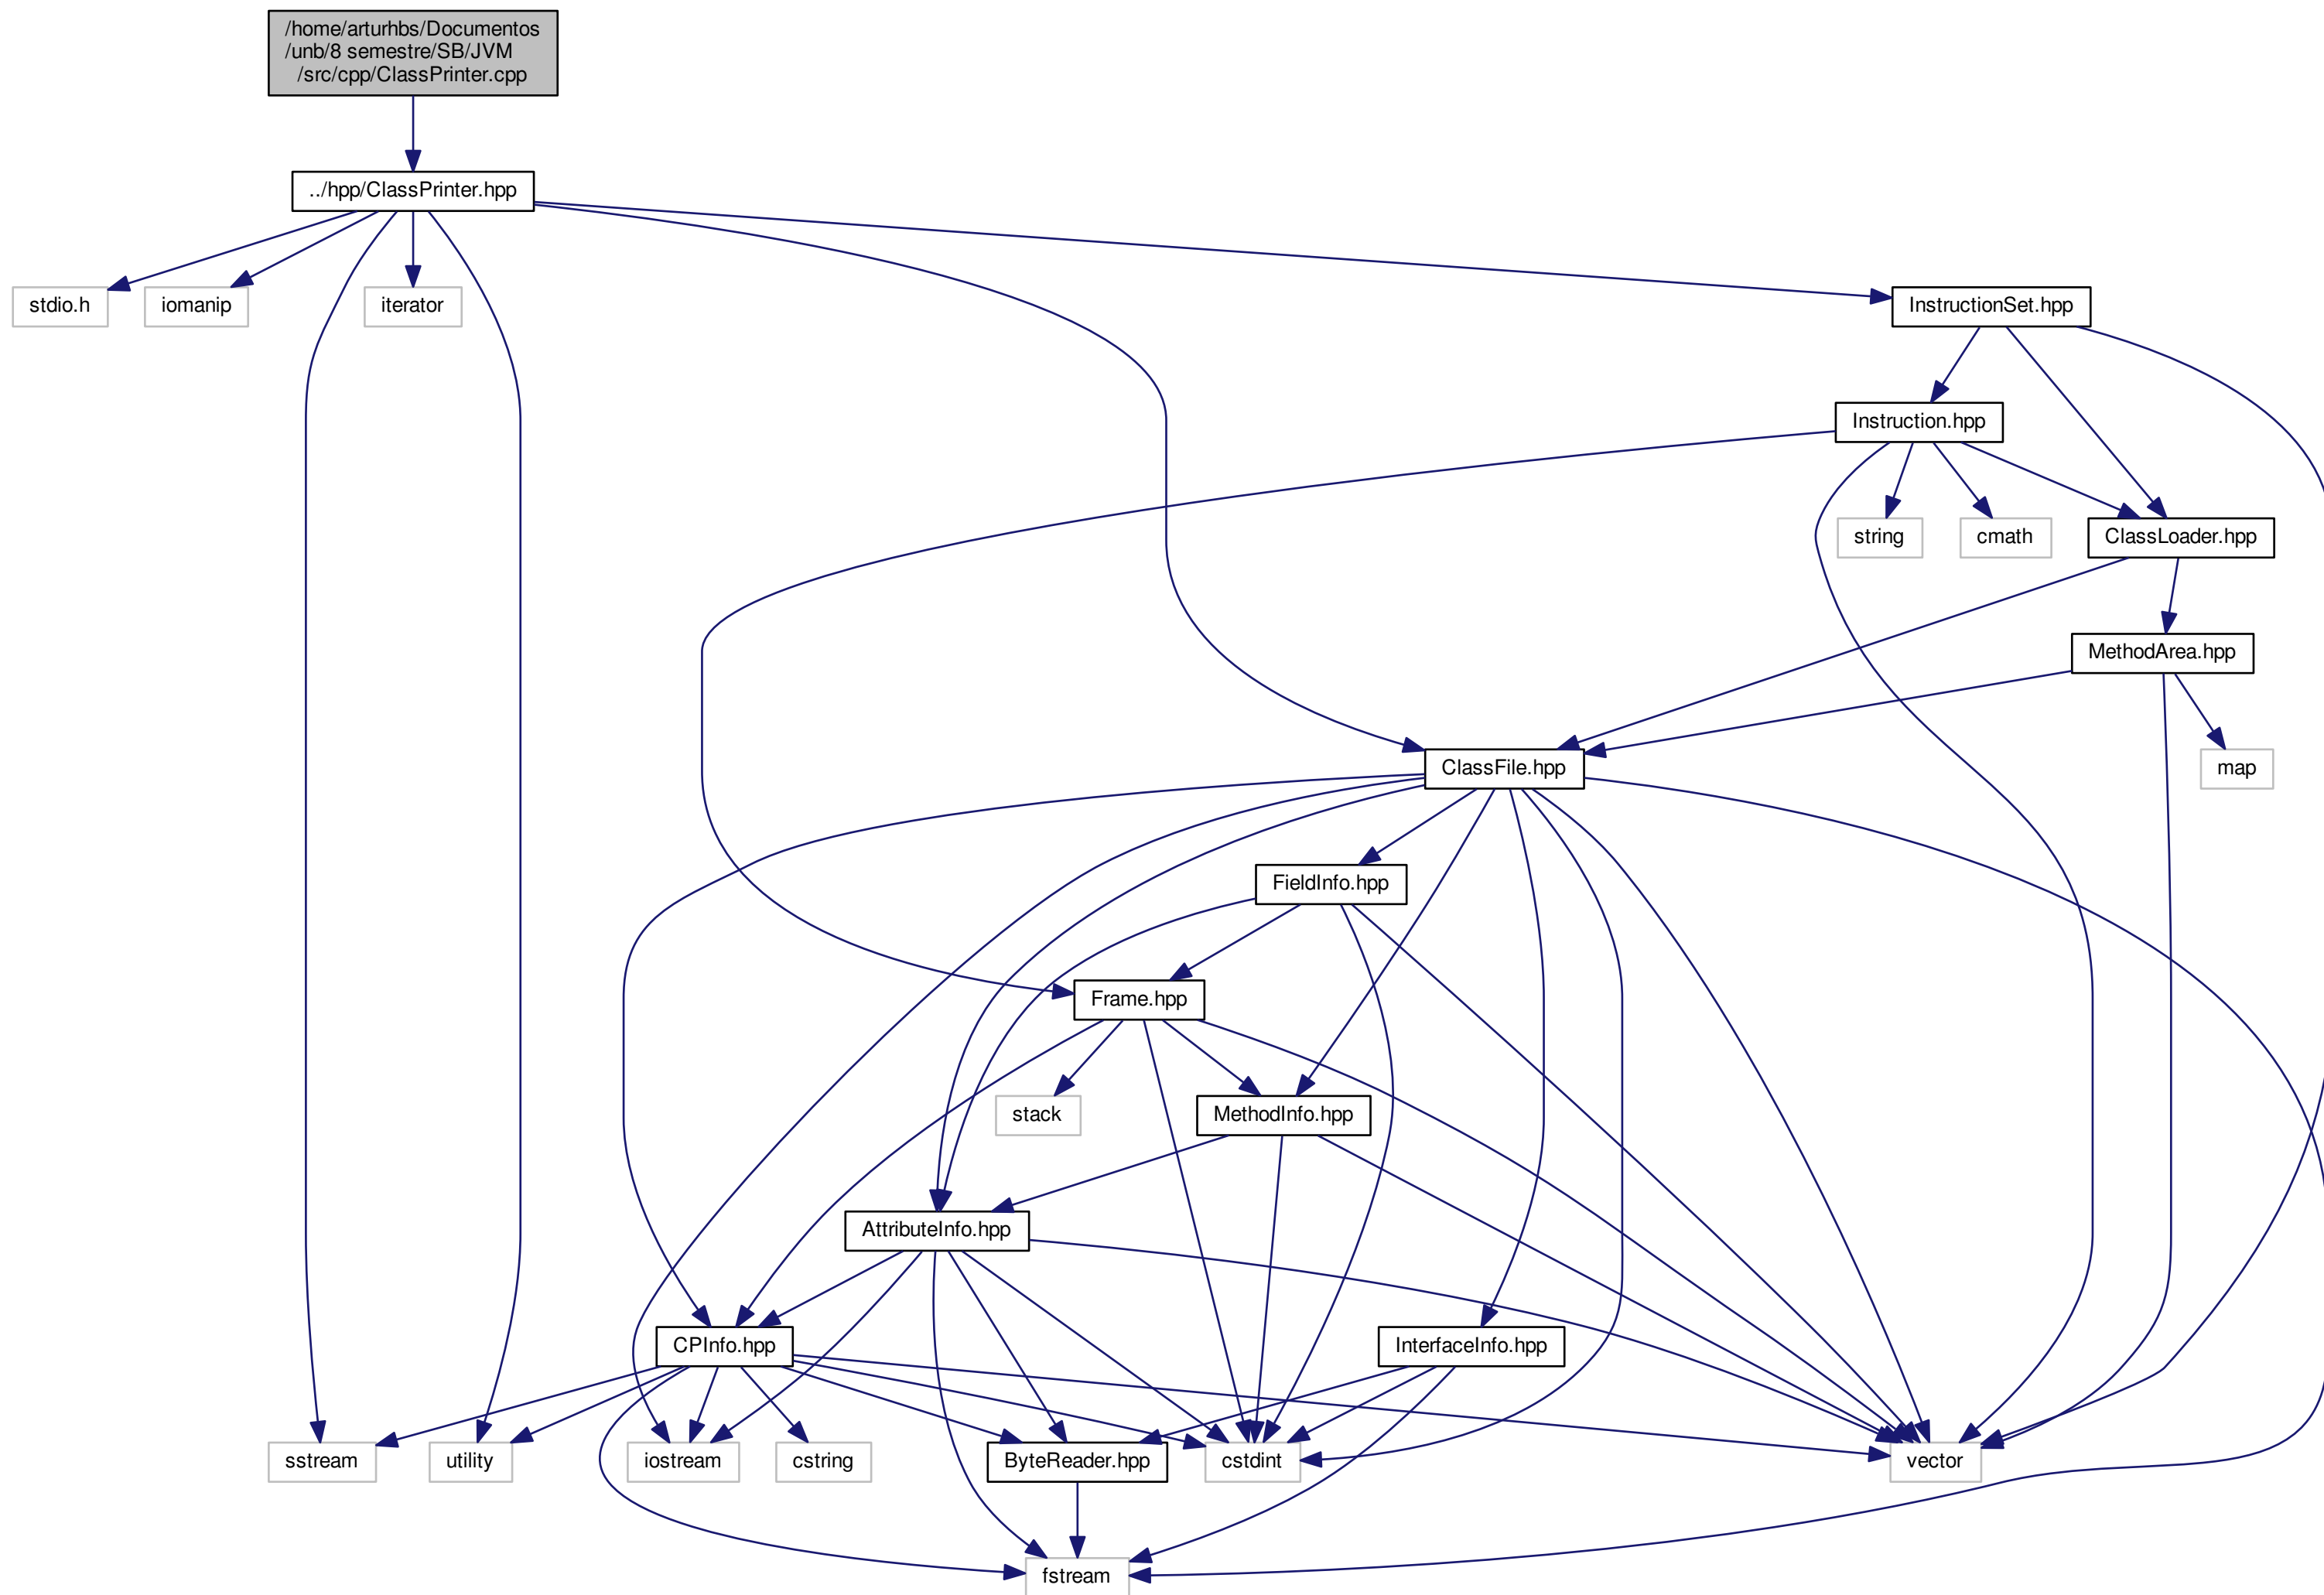 /home/arturhbs/Documentos
/unb/8 semestre/SB/JVM
/src/cpp/ClassPrinter.cpp
../hpp/ClassPrinter.hpp
stdio.h
iomanip
iterator
InstructionSet.hpp
Instruction.hpp
string
cmath
ClassLoader.hpp
MethodArea.hpp
ClassFile.hpp
map
FieldInfo.hpp
Frame.hpp
stack
MethodInfo.hpp
AttributeInfo.hpp
CPInfo.hpp
InterfaceInfo.hpp
sstream
utility
iostream
cstring
ByteReader.hpp
cstdint
vector
fstream